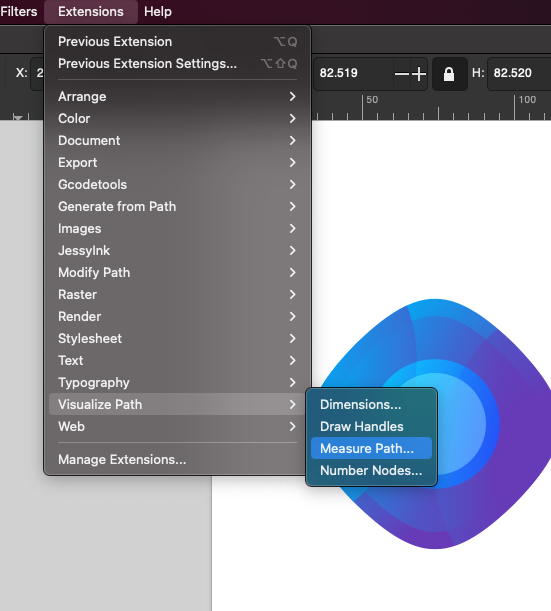 Filters Extensions Help
Previous Extension ⌥Q
Previous Extension Settings... ⌥⇧Q
X: 2 82.519 H: 82.520
50 100
Arrange
Color
Document
Export
Gcodetools
Generate from Path
Images
JessyInk
Modify Path
Raster
Render
Stylesheet
Text
Typography
Visualize Path
Web
Manage Extensions...
Dimensions...
Draw Handles
Measure Path...
Number Nodes...